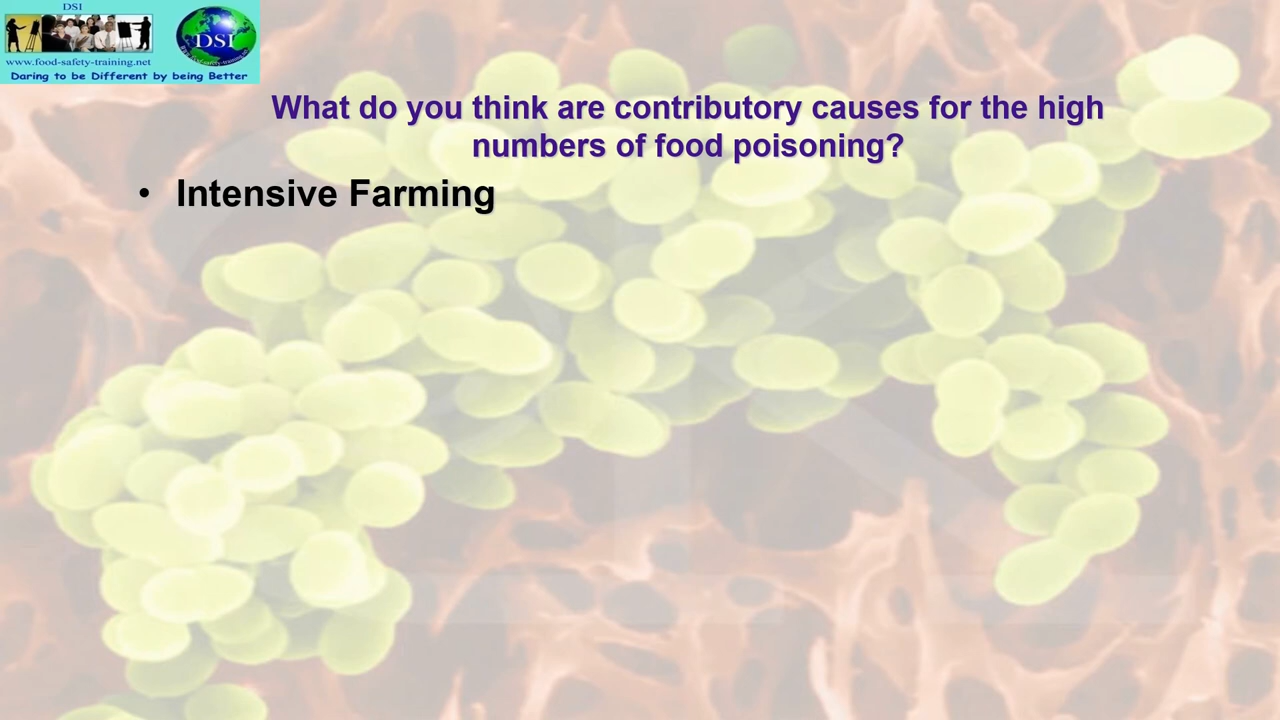 DSI
DSI
www.food-safety-training.net
Daring to be Different by being Better
What do you think are contributory causes for the high
numbers of food poisoning?
• Intensive Farming